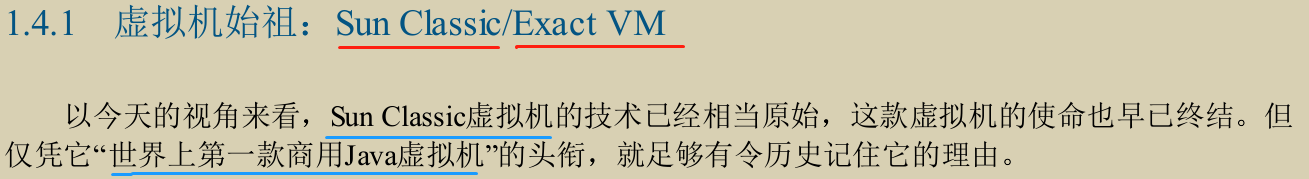 1.4.1 虚拟机始祖：Sun Classic/Exact VM
以今天的视角来看，Sun Classic虚拟机的技术已经相当原始，这款虚拟机的使命也早已终结。但
仅凭它“世界上第一款商用Java虚拟机”的头衔，就足够有令历史记住它的理由。